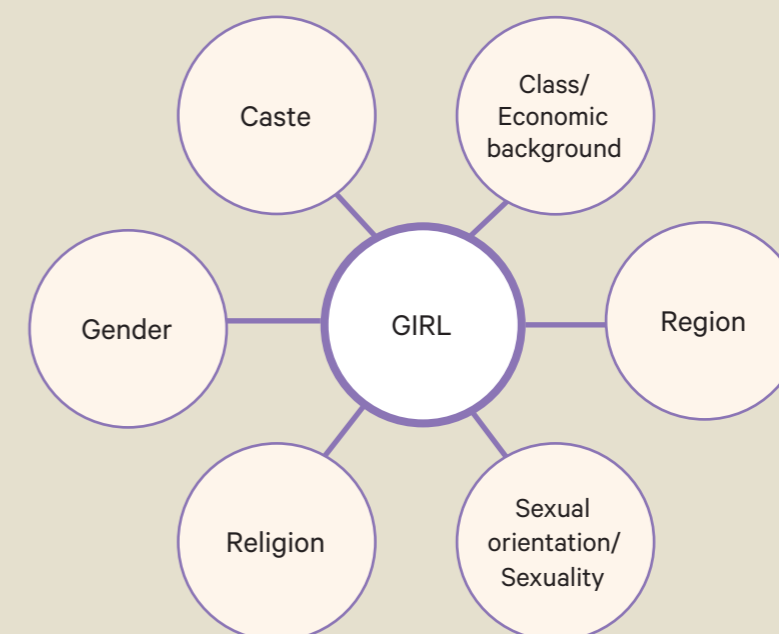 Caste
Class/
Economic
background
Gender
GIRL
Region
Religion
Sexual
orientation/
Sexuality